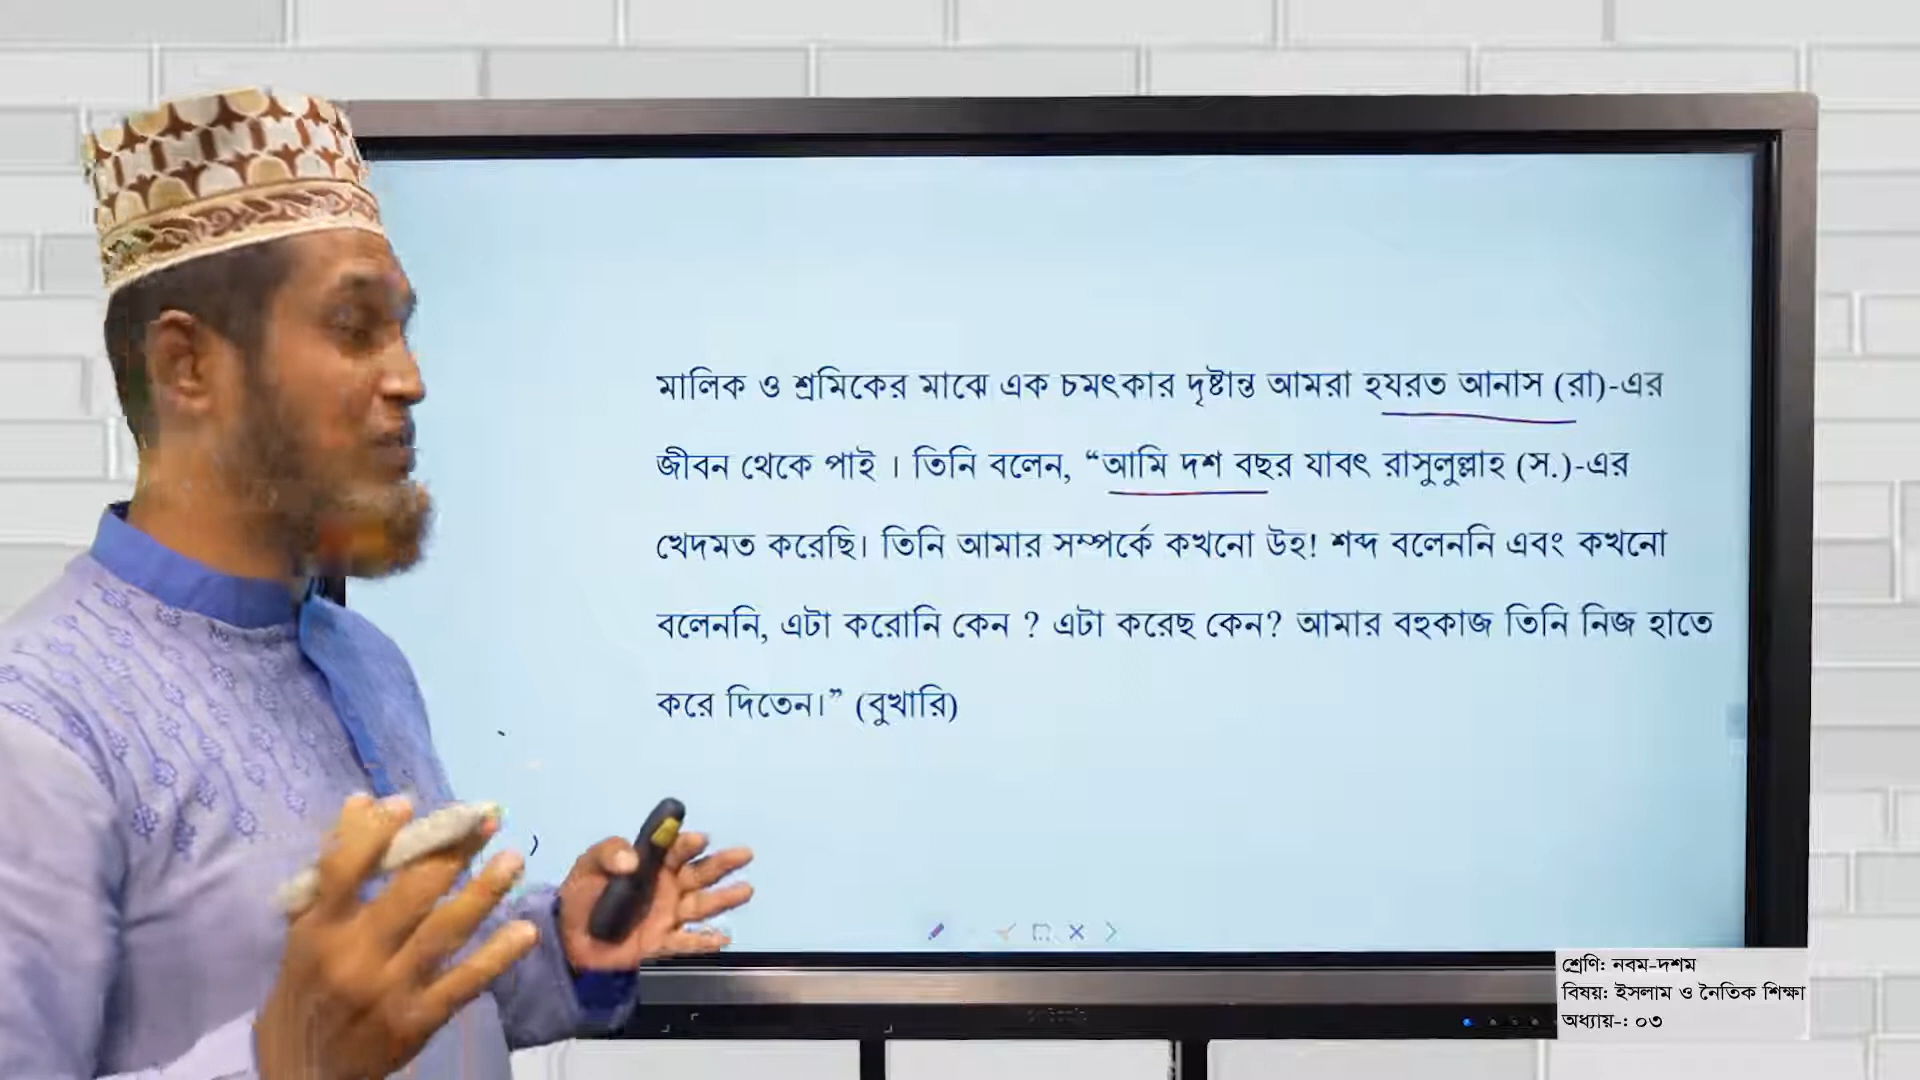 মালিক ও শ্রমিকের মাঝে এক চমৎকার দৃষ্টান্ত আমরা হযরত আনাস (রা)-এর
জীবন থেকে পাই । তিনি বলেন, “আমি দশ বছর যাবৎ রাসুলুল্লাহ (স.)-এর
খেদমত করেছি। তিনি আমার সম্পর্কে কখনো উহ! শব্দ বলেননি এবং কখনো
বলেননি, এটা করোনি কেন ? এটা করেছ কেন? আমার বহুকাজ তিনি নিজ হাতে
করে দিতেন।” (বুখারি)
শ্রেণি: নবম-দশম
বিষয়: ইসলাম ও নৈতিক শিক্ষা
অধ্যায়-: ০৩